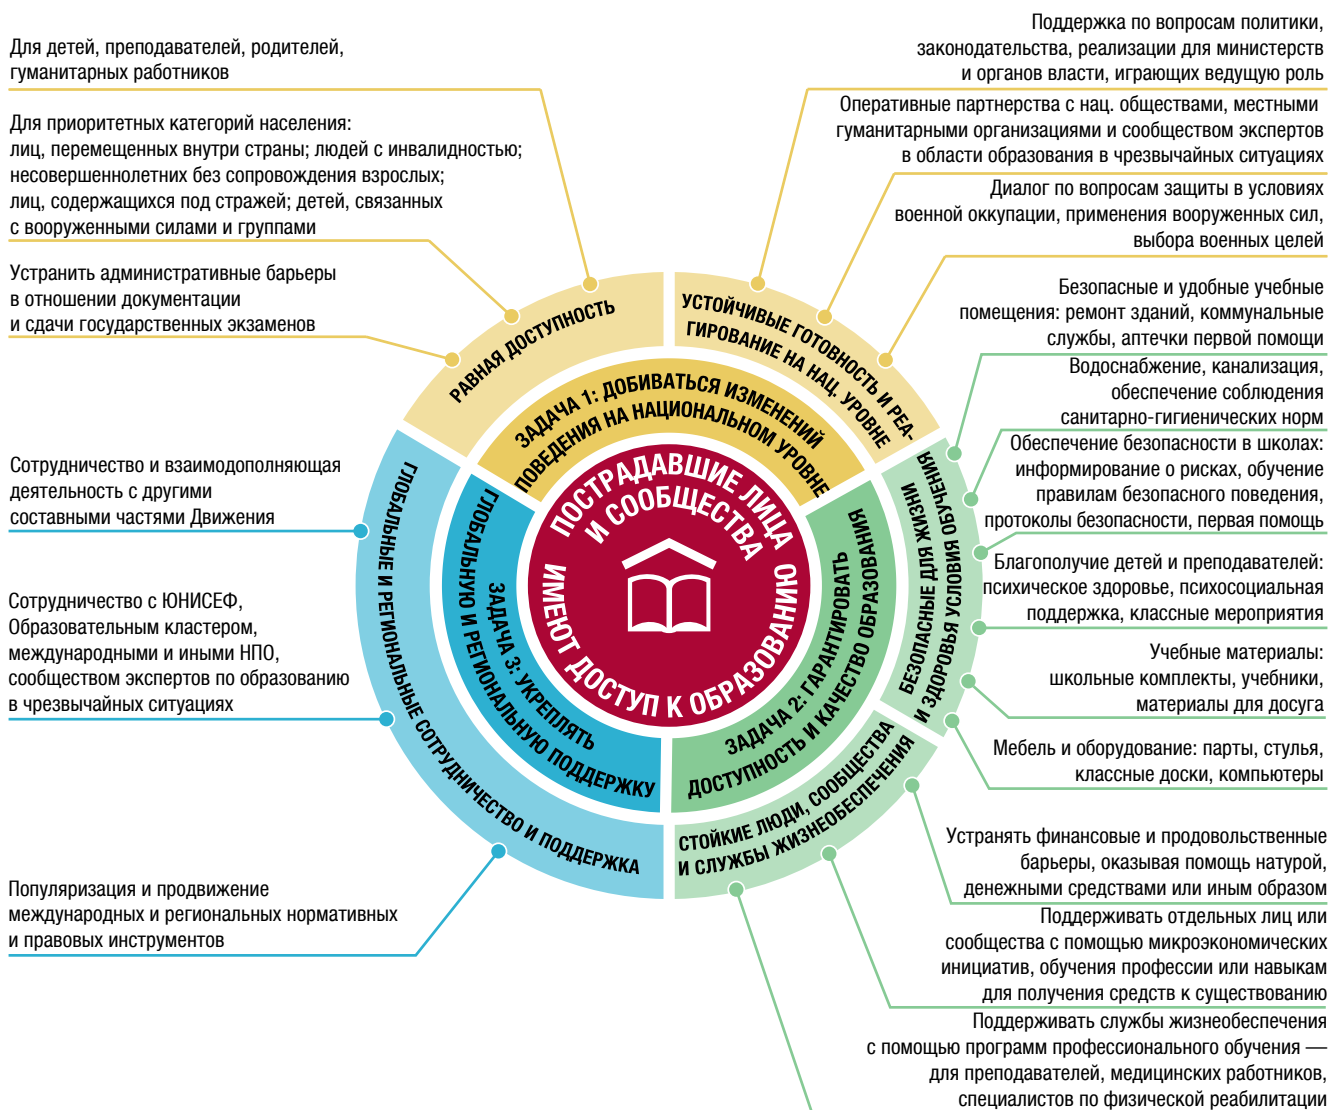 Для детей, преподавателей, родителей,
гуманитарных работников
Для приоритетных категорий населения:
лиц, перемещенных внутри страны; людей с инвалидностью;
несовершеннолетних без сопровождения взрослых;
лиц, содержащихся под стражей; детей, связанных
с вооруженными силами и группами
Устранить административные барьеры
в отношении документации
и сдачи государственных экзаменов
Сотрудничество и взаимодополняющая
деятельность с другими
составными частями Движения
Сотрудничество с ЮНИСЕФ,
Образовательным кластером,
международными и иными НПО,
сообществом экспертов по образованию
в чрезвычайных ситуациях
Популяризация и продвижение
международных и региональных нормативных
и правовых инструментов
РАВНАЯ ДОСТУПНОСТЬ
УСТОЙЧИВЫЕ ГОТОВНОСТЬ И РЕА-
ГИРОВАНИЕ НА НАЦ. УРОВНЕ
ЗАДАЧА 1: ДОБИВАТЬСЯ ИЗМЕНЕНИЙ
ПОВЕДЕНИЯ НА НАЦИОНАЛЬНОМ УРОВНЕ
ПОСТРАДАВШИЕ ЛИЦА
И СООБЩЕСТВА
ИМЕЮТ ДОСТУП К ОБРАЗОВАНИЮ
ГЛОБАЛЬНЫЕ И РЕГИОНАЛЬНЫЕ СОТРУДНИЧЕСТВО И ПОДДЕРЖКА
ЗАДАЧА 3: УКРЕПЛЯТЬ
ГЛОБАЛЬНУЮ И РЕГИОНАЛЬНУЮ ПОДДЕРЖКУ
ЗАДАЧА 2: ГАРАНТИРОВАТЬ
ДОСТУПНОСТЬ И КАЧЕСТВО ОБРАЗОВАНИЯ
БЕЗОПАСНЫЕ ДЛЯ ЖИЗНИ
И ЗДОРОВЬЯ УСЛОВИЯ ОБУЧЕНИЯ
СТОЙКИЕ ЛЮДИ, СООБЩЕСТВА
И СЛУЖБЫ ЖИЗНЕОБЕСПЕЧЕНИЯ
Поддержка по вопросам политики,
законодательства, реализации для министерств
и органов власти, играющих ведущую роль
Оперативные партнерства с нац. обществами, местными
гуманитарными организациями и сообществом экспертов
в области образования в чрезвычайных ситуациях
Диалог по вопросам защиты в условиях
военной оккупации, применения вооруженных сил,
выбора военных целей
Безопасные и удобные учебные
помещения: ремонт зданий, коммунальные
службы, аптечки первой помощи
Водоснабжение, канализация,
обеспечение соблюдения
санитарно-гигиенических норм
Обеспечение безопасности в школах:
информирование о рисках, обучение
правилам безопасного поведения,
протоколы безопасности, первая помощь
Благополучие детей и преподавателей:
психическое здоровье, психосоциальная
поддержка, классные мероприятия
Учебные материалы:
школьные комплекты, учебники,
материалы для досуга
Мебель и оборудование: парты, стулья,
классные доски, компьютеры
Устранять финансовые и продовольственные
барьеры, оказывая помощь натурой,
денежными средствами или иным образом
Поддерживать отдельных лиц или
сообщества с помощью микроэкономических
инициатив, обучения профессии или навыкам
для получения средств к существованию
Поддерживать службы жизнеобеспечения
с помощью программ профессионального обучения —
для преподавателей, медицинских работников,
специалистов по физической реабилитации